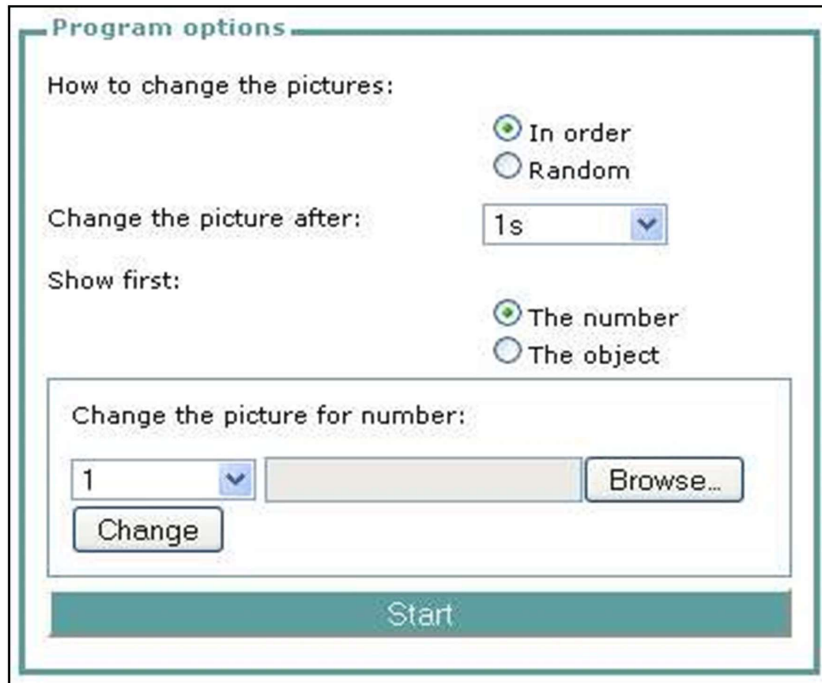 Program options
How to change the pictures:
In order
Random
Change the picture after:
1s
Show first:
The number
The object
Change the picture for number:
1 Browse...
Change
Start